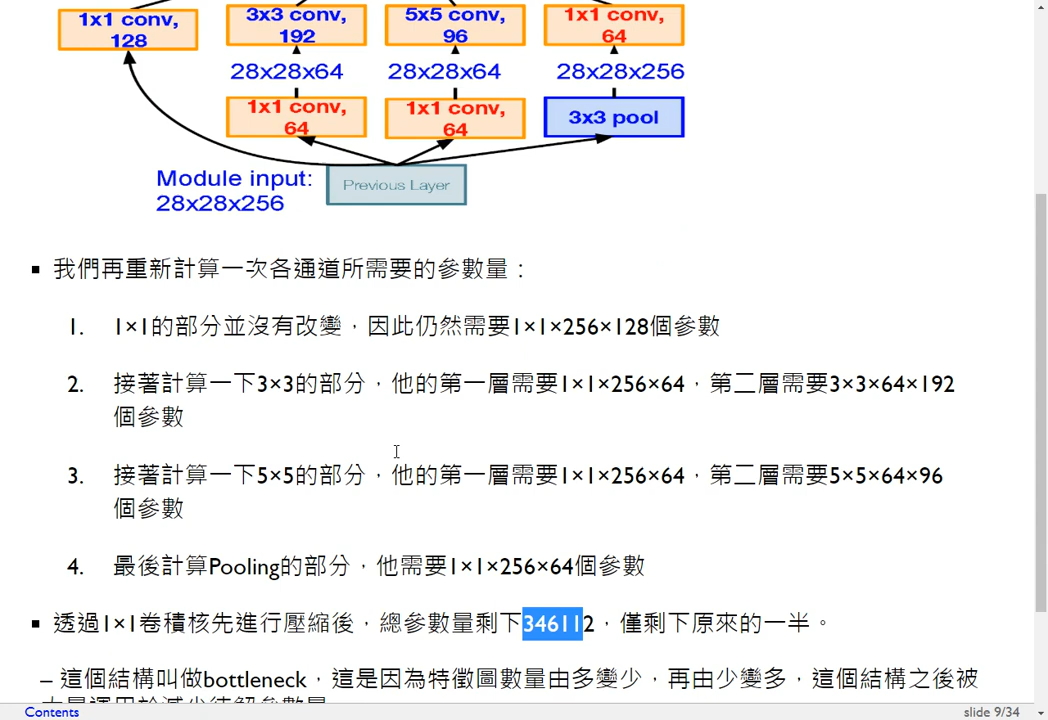 1x1 conv,
128
3x3 conv,
192
5x5 conv,
96
1x1 conv,
64
28x28x64
28x28x64
28x28x256
1x1 conv,
64
1x1 conv,
64
3x3 pool
Module input:
28x28x256
Previous Layer
▪ 我們再重新計算一次各通道所需要的參數量：
1. 1×1的部分並沒有改變，因此仍然需要1×1×256×128個參數
2. 接著計算一下3×3的部分，他的第一層需要1×1×256×64，第二層需要3×3×64×192
個參數
3. 接著計算一下5×5的部分，他的第一層需要1×1×256×64，第二層需要5×5×64×96
個參數
4. 最後計算Pooling的部分，他需要1×1×256×64個參數
▪ 透過1×1卷積核先進行壓縮後，總參數量剩下346112，僅剩下原來的一半。
– 這個結構叫做bottleneck，這是因為特徵圖數量由多變少，再由少變多，這個結構之後被
Contents
slide 9/34